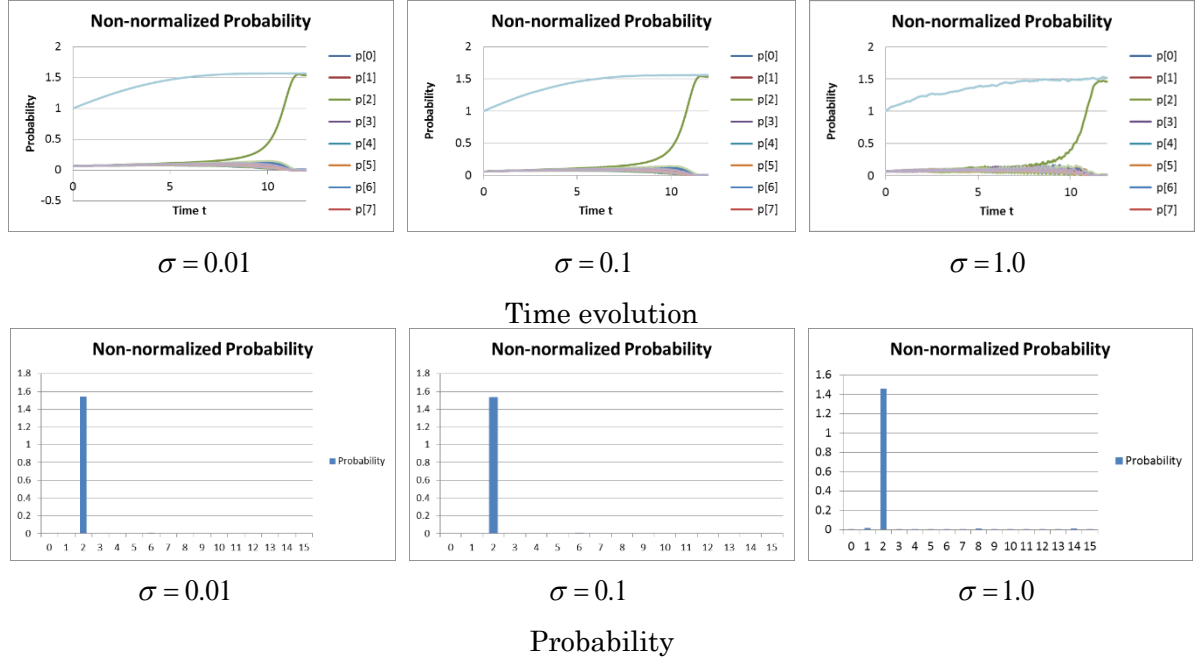 Non-normalized Probability
2
1.5
1
0.5
0
-0.5
0 5 10
Probability
Time t
p[0]
p[1]
p[2]
p[3]
p[4]
p[5]
p[6]
p[7]
Non-normalized Probability
2
1.5
1
0.5
0
0 5 10
Probability
Time t
p[0]
p[1]
p[2]
p[3]
p[4]
p[5]
p[6]
p[7]
Non-normalized Probability
2
1.5
1
0.5
0
0 5 10
Probability
Time t
p[0]
p[1]
p[2]
p[3]
p[4]
p[5]
p[6]
p[7]
σ = 0.01
σ = 0.1
σ = 1.0
Time evolution
Non-normalized Probability
1.8
1.6
1.4
1.2
1
0.8
0.6
0.4
0.2
0
0 1 2 3 4 5 6 7 8 9 10 11 12 13 14 15
Probability
Non-normalized Probability
1.8
1.6
1.4
1.2
1
0.8
0.6
0.4
0.2
0
0 1 2 3 4 5 6 7 8 9 10 11 12 13 14 15
Probability
Non-normalized Probability
1.6
1.4
1.2
1
0.8
0.6
0.4
0.2
0
0 1 2 3 4 5 6 7 8 9 10 11 12 13 14 15
Probability
σ = 0.01
σ = 0.1
σ = 1.0
Probability